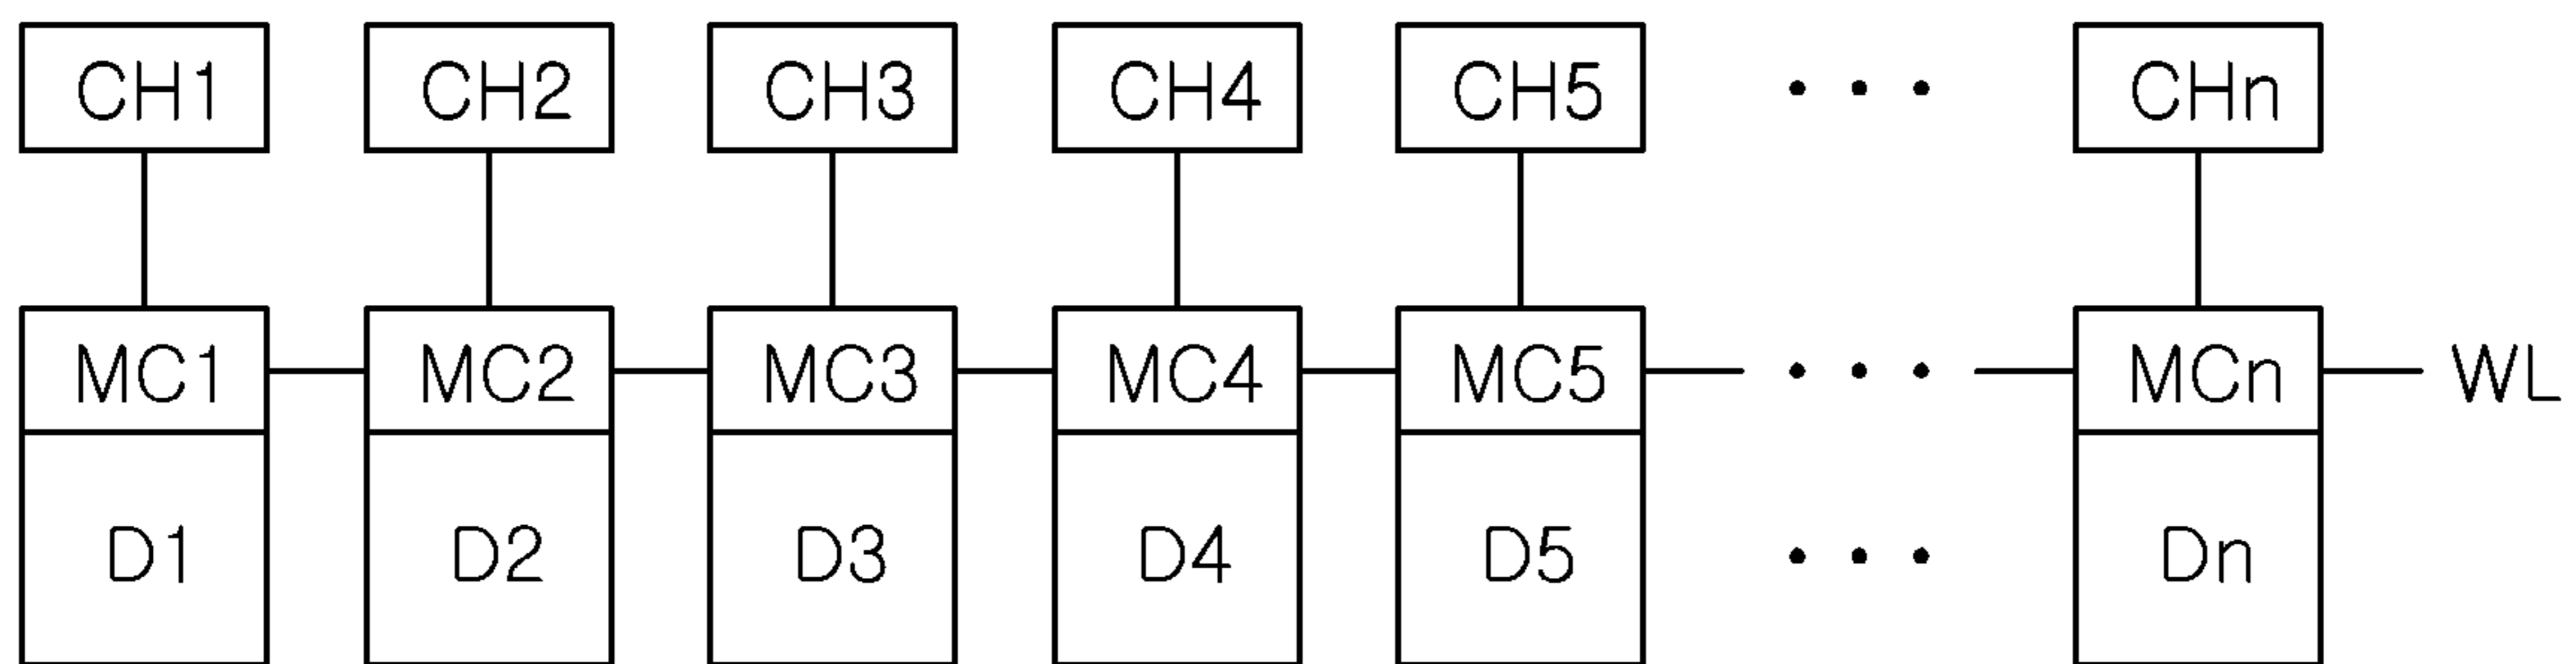 CH1 CH2 CH3 CH4 CH5 • • • CHn
MC1 MC2 MC3 MC4 MC5 • • • MCn WL
D1 D2 D3 D4 D5 • • • Dn